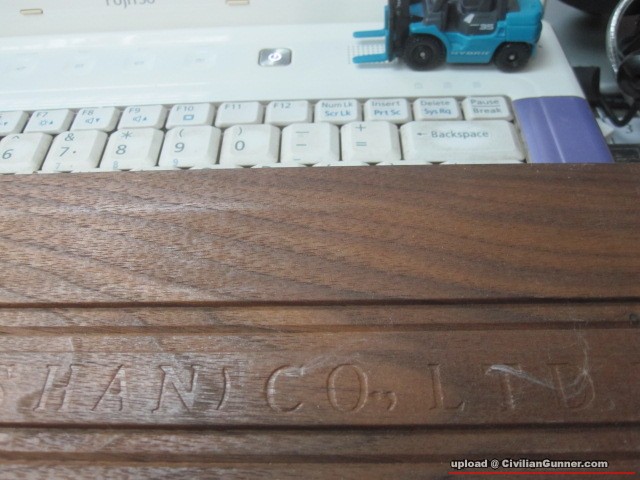 FUJITSU
F7 F8 F9 F10 F11 F12 Num Lk Scr Lk Insert Prt Sc Delete Sys Rq Pause Break
6 & 7 * 8 ( 9 ) 0 — - + = ← Backspace
SHAN) CO., LTD.
upload @ CivilianGunner.com